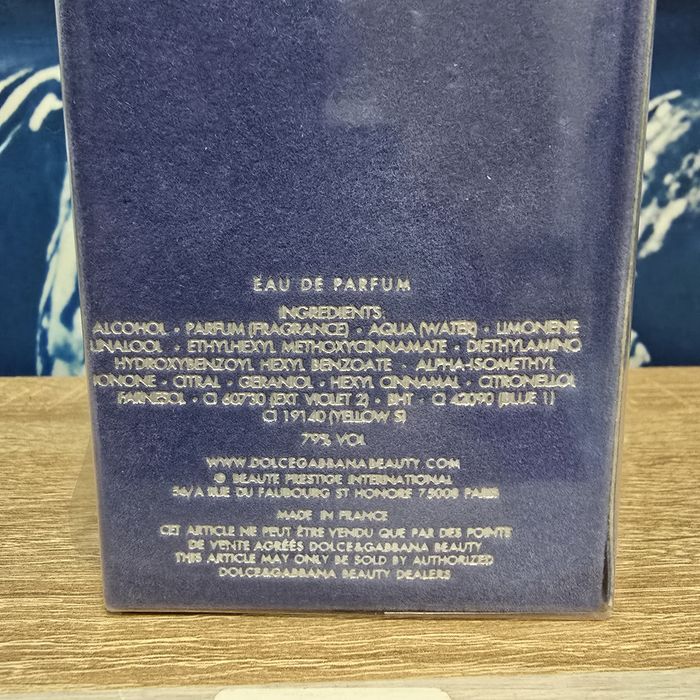 EAU DE PARFUM
INGREDIENTS:
ALCOHOL • PARFUM (FRAGRANCE) • AQUA (WATER) • LIMONENE
LINALOOL • ETHYLHEXYL METHOXYCINNAMATE • DIETHYLAMINO
HYDROXYBENZOYL HEXYL BENZOATE • ALPHA-ISOMETHYL
IONONE • CITRAL • GERANIOL • HEXYL CINNAMAL • CITRONELLOL
FARNESOL • CI 60730 (EXT VIOLET 2) • BHT • CI 42090 (BLUE 1)
CI 19140 (YELLOW 5)
79% VOL
WWW.DOLCEGABBANABEAUTY.COM
© BEAUTE PRESTIGE INTERNATIONAL
56/A RUE DU FAUBOURG ST HONORE 75008 PARIS
MADE IN FRANCE
CET ARTICLE NE PEUT ÊTRE VENDU QUE PAR DES POINTS
DE VENTE AGRÉÉS DOLCE&GABBANA BEAUTY
THIS ARTICLE MAY ONLY BE SOLD BY AUTHORIZED
DOLCE&GABBANA BEAUTY DEALERS